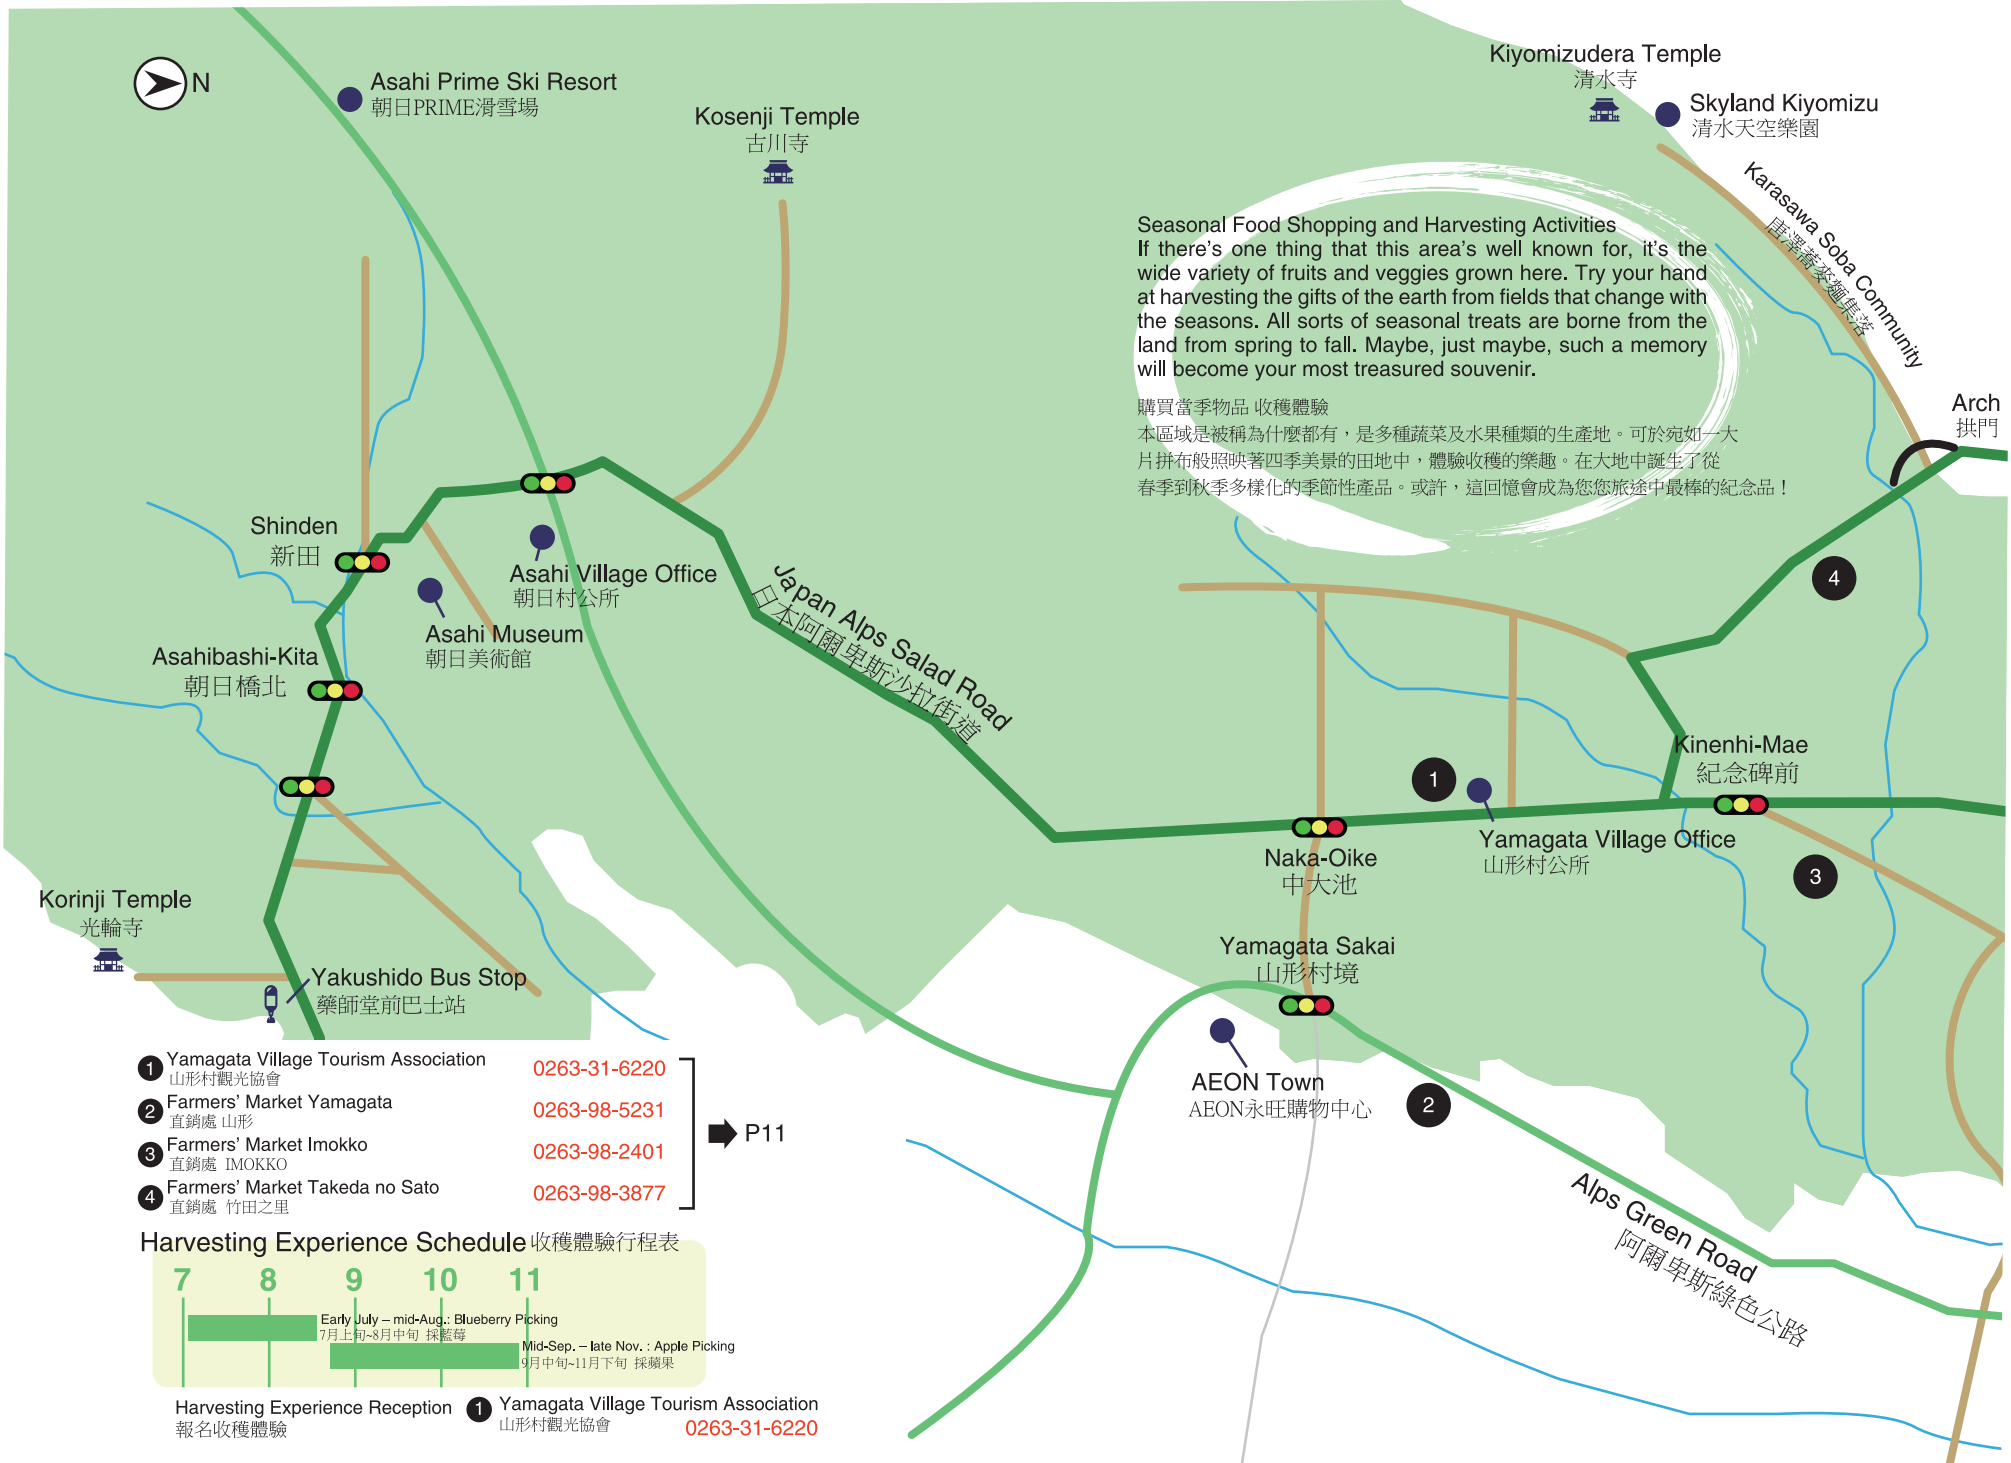 N
Asahi Prime Ski Resort
朝日PRIME滑雪場
Kosenji Temple
古川寺
Kiyomizudera Temple
清水寺
Skyland Kiyomizu
清水天空樂園
Karasawa Soba Community
唐澤蕎麥麵集落
Arch
拱門
Seasonal Food Shopping and Harvesting Activities
If there's one thing that this area's well known for, it's the
wide variety of fruits and veggies grown here. Try your hand
at harvesting the gifts of the earth from fields that change with
the seasons. All sorts of seasonal treats are borne from the
land from spring to fall. Maybe, just maybe, such a memory
will become your most treasured souvenir.
購買當季物品 收穫體驗
本區域是被稱為什麼都有，是多種蔬菜及水果種類的生產地。可於宛如一大
片拼布般照映著四季美景的田地中，體驗收穫的樂趣。在大地中誕生了從
春季到秋季多樣化的季節性產品。或許，這回憶會成為您您旅途中最棒的紀念品！
Shinden
新田
Asahi Village Office
朝日村公所
Asahi Museum
朝日美術館
Asahibashi-Kita
朝日橋北
Japan Alps Salad Road
日本阿爾卑斯沙拉街道
4
Kinenhi-Mae
紀念碑前
1
Yamagata Village Office
山形村公所
Naka-Oike
中大池
3
Korinji Temple
光輪寺
Yakushido Bus Stop
藥師堂前巴士站
Yamagata Sakai
山形村境
AEON Town
AEON永旺購物中心
2
Alps Green Road
阿爾卑斯綠色公路
1 Yamagata Village Tourism Association 0263-31-6220
山形村觀光協會
2 Farmers' Market Yamagata 0263-98-5231
直銷處 山形
3 Farmers' Market Imokko 0263-98-2401
直銷處 IMOKKO
4 Farmers' Market Takeda no Sato 0263-98-3877
直銷處 竹田之里
P11
Harvesting Experience Schedule 收穫體驗行程表
7 8 9 10 11
Early July – mid-Aug.: Blueberry Picking
7月上旬~8月中旬 採藍莓
Mid-Sep. – late Nov. : Apple Picking
9月中旬~11月下旬 採蘋果
Harvesting Experience Reception
報名收穫體驗
1 Yamagata Village Tourism Association
山形村觀光協會
0263-31-6220